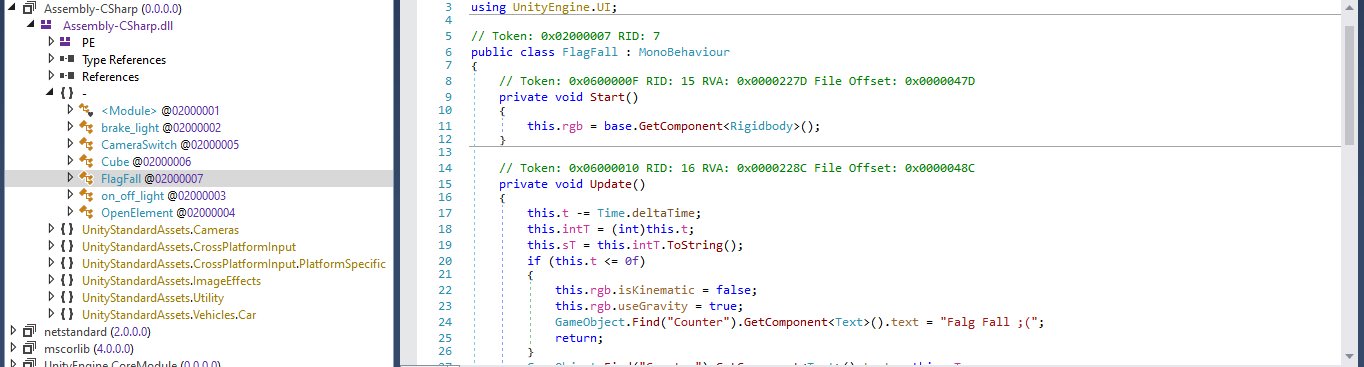 Assembly-CSharp (0.0.0.0)
Assembly-CSharp.dll
PE
Type References
References
{ } -
<Module> @02000001
brake_light @02000002
CameraSwitch @02000005
Cube @02000006
FlagFall @02000007
on_off_light @02000003
OpenElement @02000004
{ } UnityStandardAssets.Cameras
{ } UnityStandardAssets.CrossPlatformInput
{ } UnityStandardAssets.CrossPlatformInput.PlatformSpecific
{ } UnityStandardAssets.ImageEffects
{ } UnityStandardAssets.Utility
{ } UnityStandardAssets.Vehicles.Car
netstandard (2.0.0.0)
mscorlib (4.0.0.0)
UnityEngine.CoreModule (0.0.0.0)
3 using UnityEngine.UI;
4
5 // Token: 0x02000007 RID: 7
6 public class FlagFall : MonoBehaviour
7 {
8 // Token: 0x0600000F RID: 15 RVA: 0x0000227D File Offset: 0x0000047D
9 private void Start()
10 {
11 this.rgb = base.GetComponent<Rigidbody>();
12 }
13
14 // Token: 0x06000010 RID: 16 RVA: 0x0000228C File Offset: 0x0000048C
15 private void Update()
16 {
17 this.t -= Time.deltaTime;
18 this.intT = (int)this.t;
19 this.sT = this.intT.ToString();
20 if (this.t <= 0f)
21 {
22 this.rgb.isKinematic = false;
23 this.rgb.useGravity = true;
24 GameObject.Find("Counter").GetComponent<Text>().text = "Falg Fall ;(";
25 return;
26 }